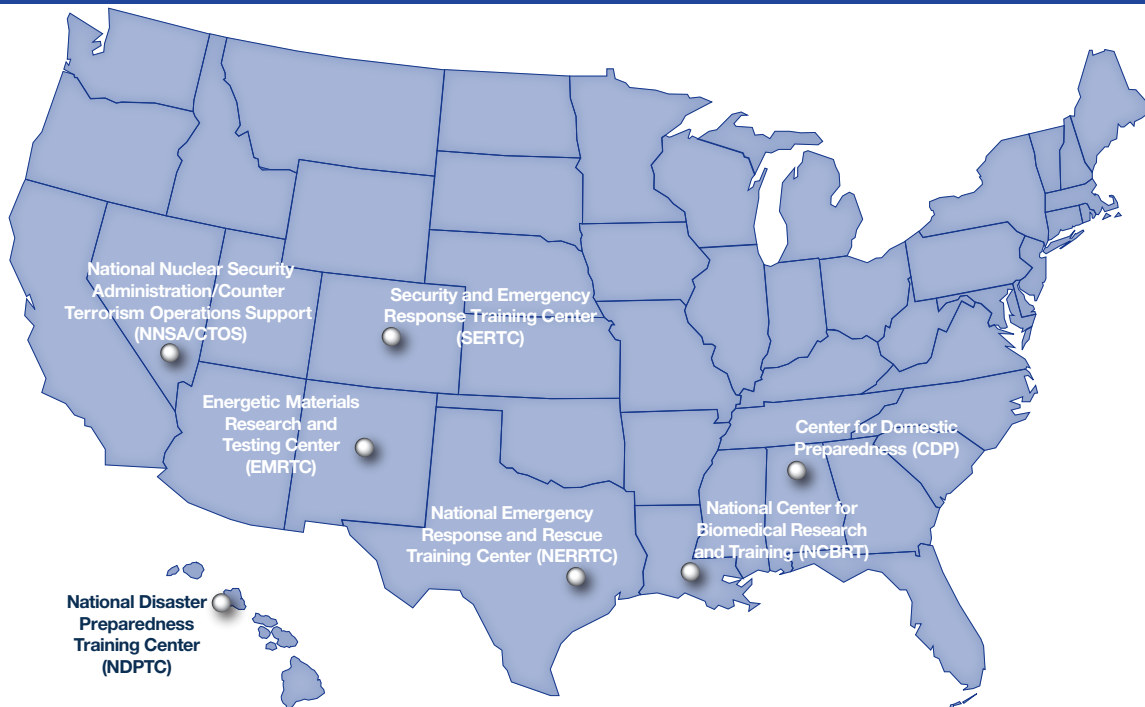 National Nuclear Security
Administration/Counter
Terrorism Operations Support
(NNSA/CTOS)
Security and Emergency
Response Training Center
(SERTC)
Energetic Materials
Research and
Testing Center
(EMRTC)
Center for Domestic
Preparedness (CDP)
National Emergency
Response and Rescue
Training Center (NERRTC)
National Center for
Biomedical Research
and Training (NCBRT)
National Disaster
Preparedness
Training Center
(NDPTC)